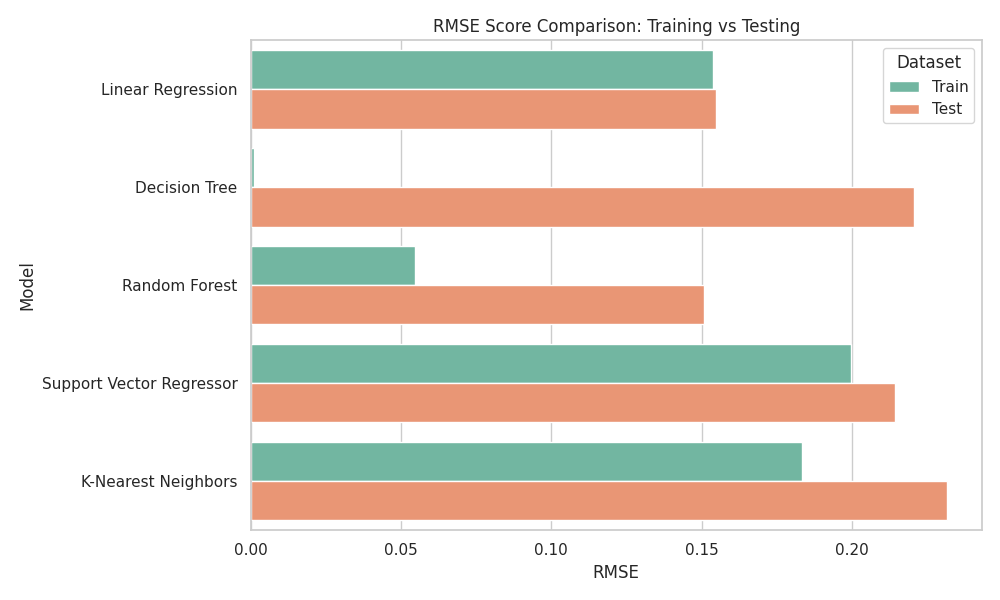 RMSE Score Comparison: Training vs Testing
Dataset
Train
Test
Model
Linear Regression
Decision Tree
Random Forest
Support Vector Regressor
K-Nearest Neighbors
0.00 0.05 0.10 0.15 0.20
RMSE